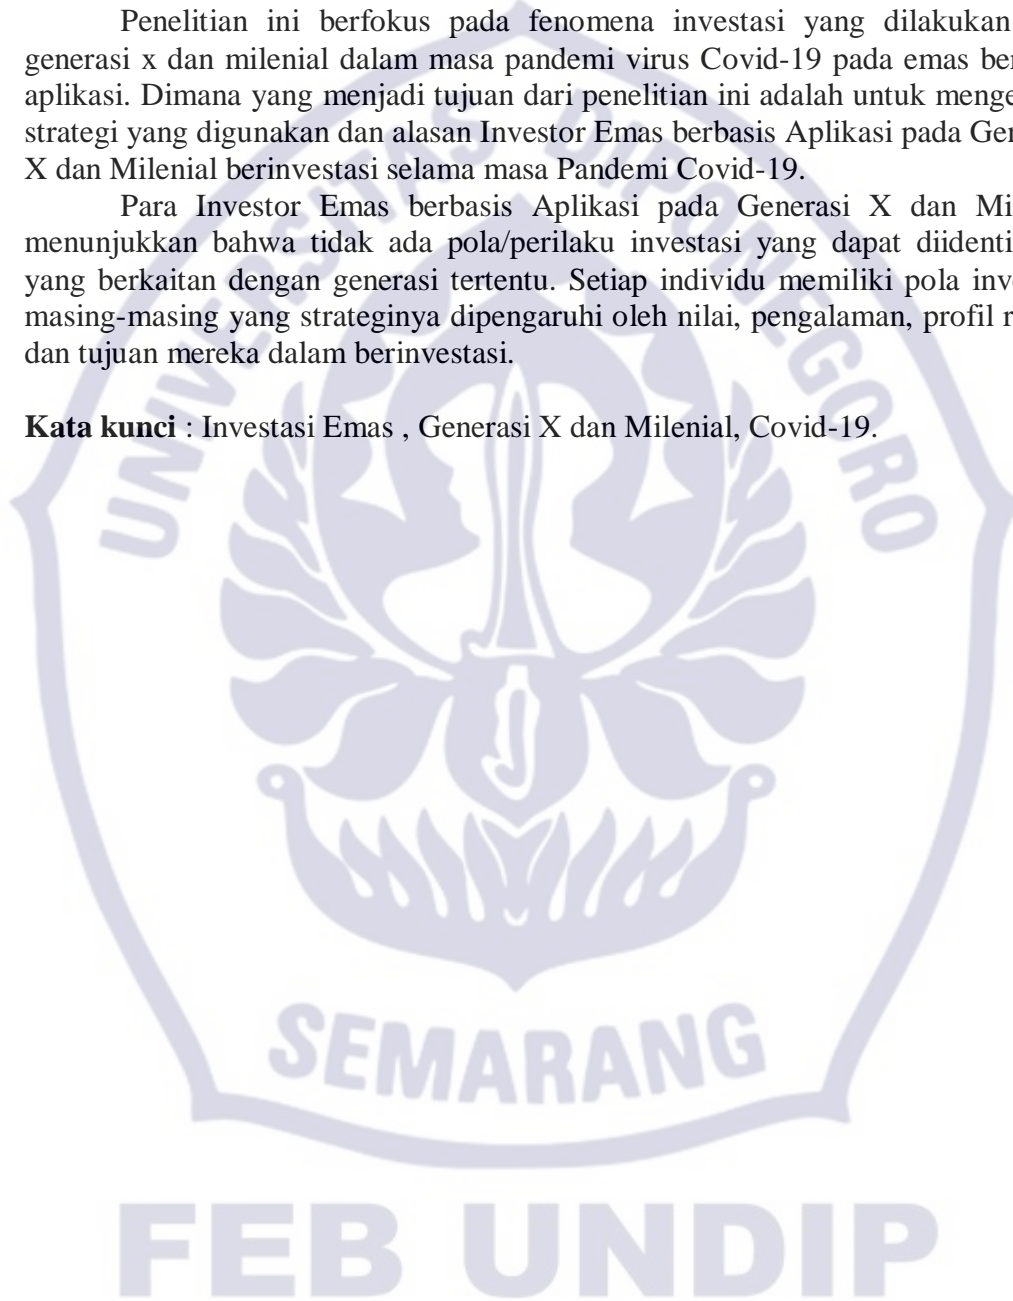 Penelitian ini berfokus pada fenomena investasi yang dilakukan
generasi x dan milenial dalam masa pandemi virus Covid-19 pada emas
aplikasi. Dimana yang menjadi tujuan dari penelitian ini adalah untuk
strategi yang digunakan dan alasan Investor Emas berbasis Aplikasi pada
X dan Milenial berinvestasi selama masa Pandemi Covid-19.
Para Investor Emas berbasis Aplikasi pada Generasi X dan
menunjukkan bahwa tidak ada pola/perilaku investasi yang dapat
yang berkaitan dengan generasi tertentu. Setiap individu memiliki pola
masing-masing yang strateginya dipengaruhi oleh nilai, pengalaman, profil
dan tujuan mereka dalam berinvestasi.
Kata kunci : Investasi Emas , Generasi X dan Milenial, Covid-19.
UNIVERSITAS DIPONEGORO
SEMARANG
FEB UNDIP